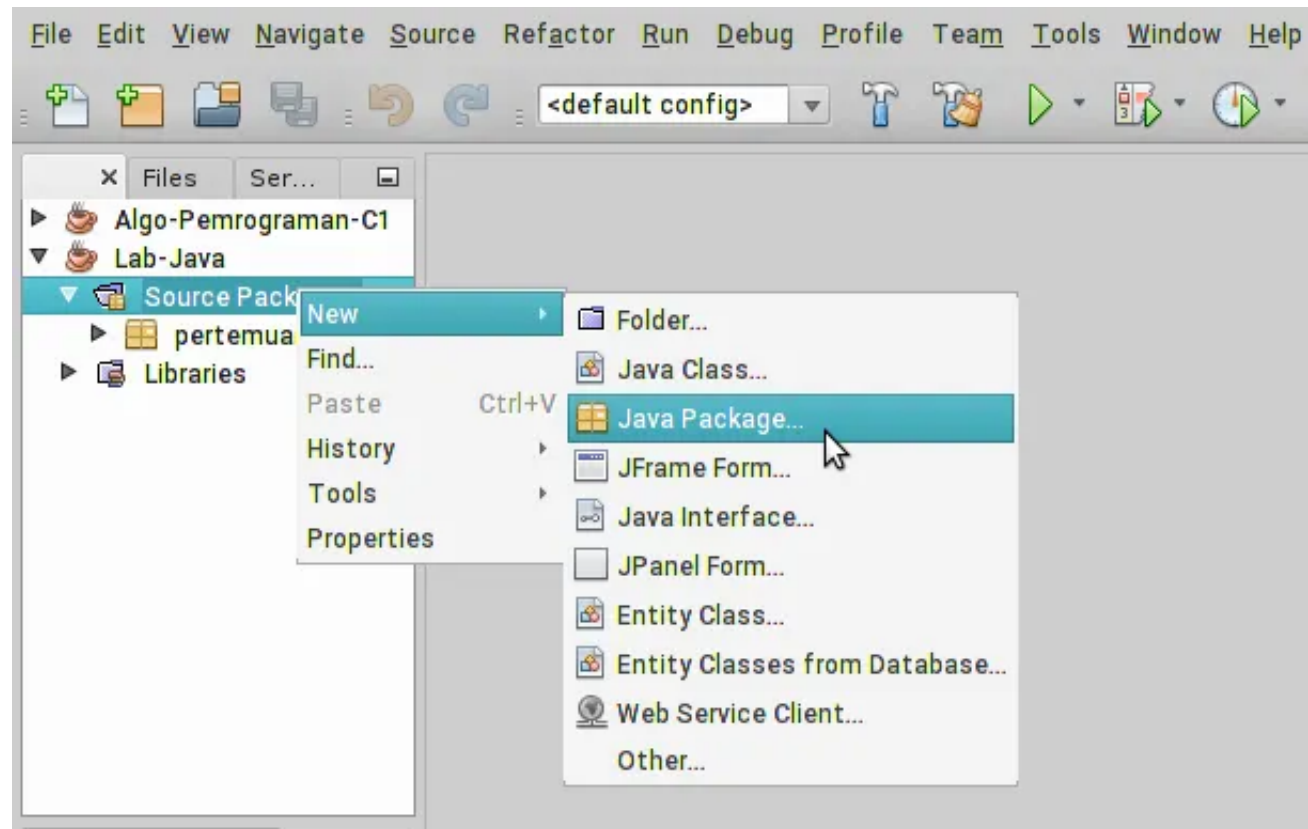 File Edit View Navigate Source Refactor Run Debug Profile Team Tools Window Help
<default config>
Files Ser...
Algo-Pemrograman-C1
Lab-Java
Source Pack
pertemua
Libraries
New
Find...
Paste Ctrl+V
History
Tools
Properties
Folder...
Java Class...
Java Package...
JFrame Form...
Java Interface...
JPanel Form...
Entity Class...
Entity Classes from Database...
Web Service Client...
Other...